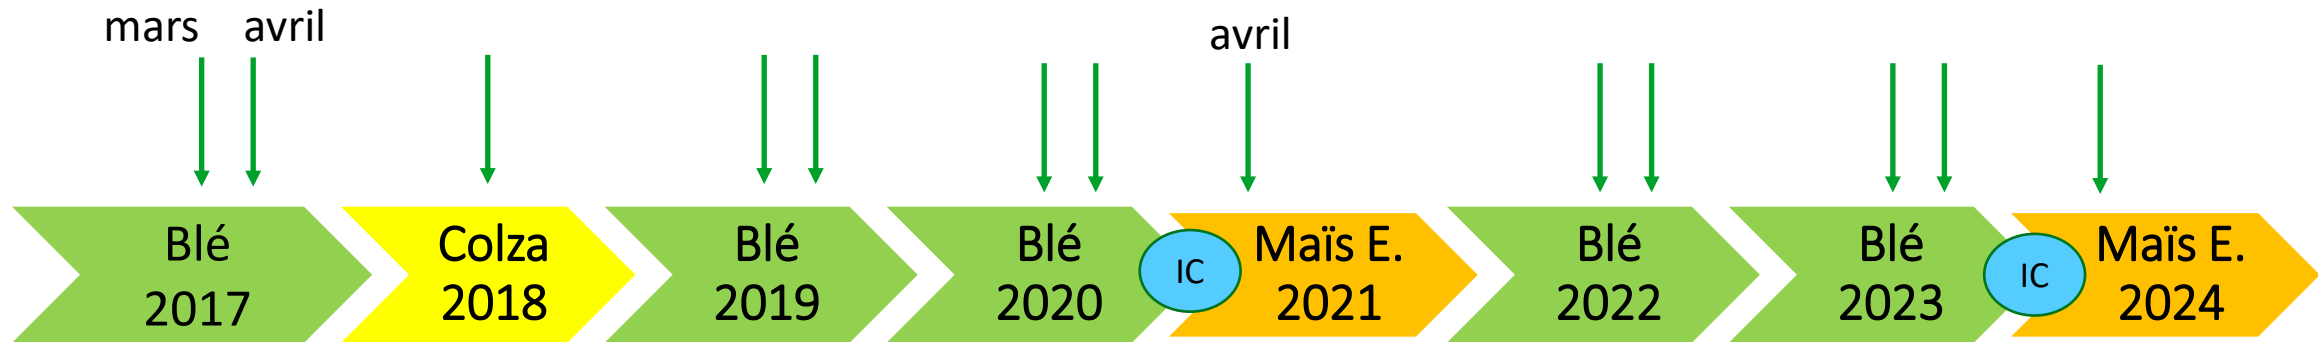 mars avril
avril
Blé
2017
Colza
2018
Blé
2019
Blé
2020
IC
Maïs E.
2021
Blé
2022
Blé
2023
IC
Maïs E.
2024